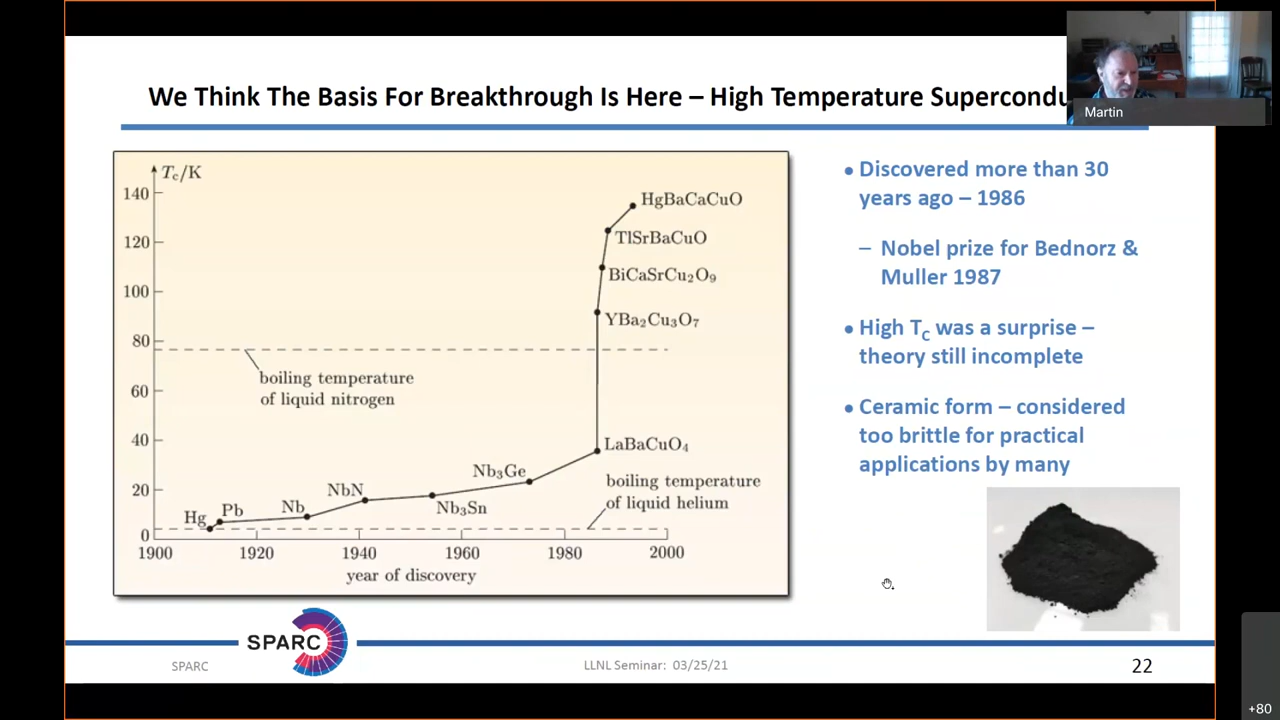 We Think The Basis For Breakthrough Is Here – High Temperature Supercondu
Martin
T_c/K
140
120
100
80
60
40
20
0
HgBaCaCuO
TlSrBaCuO
BiCaSrCu₂O₉
YBa₂Cu₃O₇
boiling temperature
of liquid nitrogen
LaBaCuO₄
Nb₃Ge
boiling temperature
of liquid helium
NbN
Nb₃Sn
Nb
Pb
Hg
1900 1920 1940 1960 1980 2000
year of discovery
• Discovered more than 30
years ago – 1986
– Nobel prize for Bednorz &
Muller 1987
• High T_C was a surprise –
theory still incomplete
• Ceramic form – considered
too brittle for practical
applications by many
SPARC
SPARC
LLNL Seminar: 03/25/21
22
+80